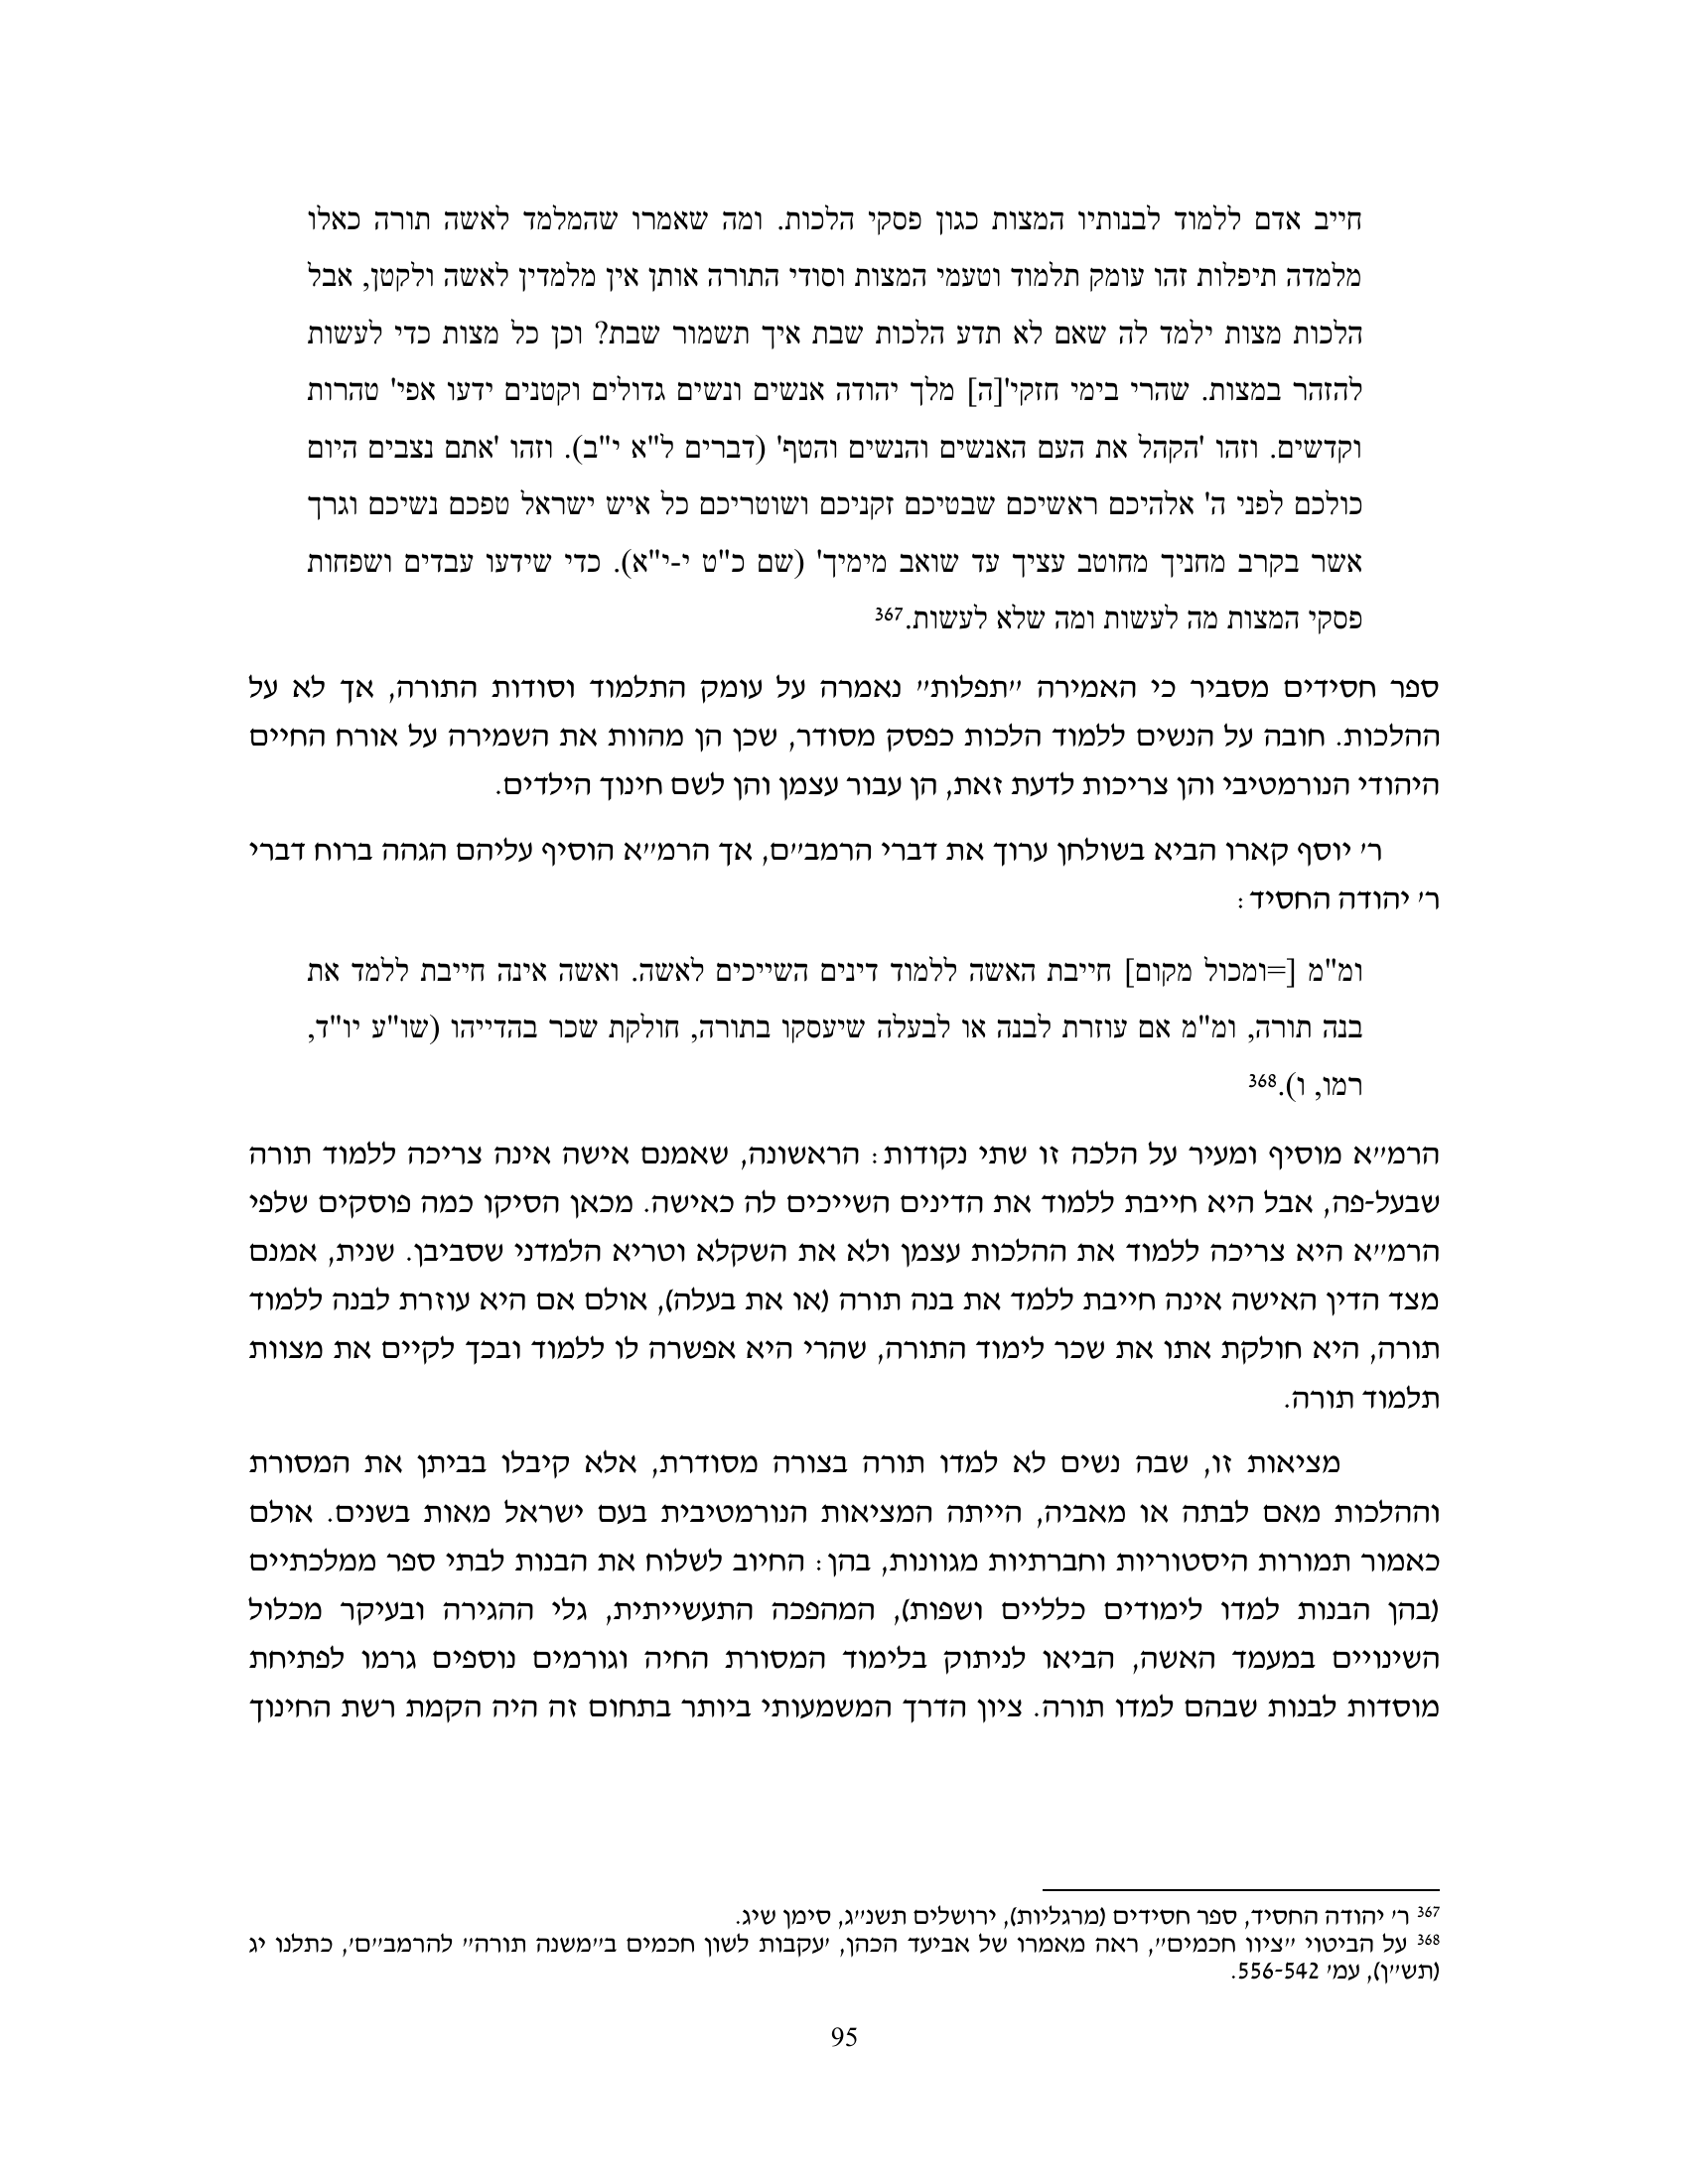 חייב אדם ללמוד לבנותיו המצות כגון פסקי הלכות. ומה שאמרו שהמלמד לאשה תורה כאלו
מלמדה תיפלות זהו עומק תלמוד וטעמי המצות וסודי התורה אותן אין מלמדין לאשה ולקטן, אבל
הלכות מצות ילמד לה שאם לא תדע הלכות שבת איך תשמור שבת? וכן כל מצות כדי לעשות
להזהר במצות. שהרי בימי חזקי'[ה] מלך יהודה אנשים ונשים גדולים וקטנים ידעו אפי' טהרות
וקדשים. וזהו 'הקהל את העם האנשים והנשים והטף' (דברים ל"א י"ב). וזהו 'אתם נצבים היום
כולכם לפני ה' אלהיכם ראשיכם שבטיכם זקניכם ושוטריכם כל איש ישראל טפכם נשיכם וגרך
אשר בקרב מחניך מחוטב עציך עד שואב מימיך' (שם כ"ט י-י"א). כדי שידעו עבדים ושפחות
פסקי המצות מה לעשות ומה שלא לעשות.367
ספר חסידים מסביר כי האמירה "תפלות" נאמרה על עומק התלמוד וסודות התורה, אך לא על
ההלכות. חובה על הנשים ללמוד הלכות כפסק מסודר, שכן הן מהוות את השמירה על אורח החיים
היהודי הנורמטיבי והן צריכות לדעת זאת, הן עבור עצמן והן לשם חינוך הילדים.
ר' יוסף קארו הביא בשולחן ערוך את דברי הרמב"ם, אך הרמ"א הוסיף עליהם הגהה ברוח דברי
ר' יהודה החסיד:
ומ"מ [=ומכול מקום] חייבת האשה ללמוד דינים השייכים לאשה. ואשה אינה חייבת ללמד את
בנה תורה, ומ"מ אם עוזרת לבנה או לבעלה שיעסקו בתורה, חולקת שכר בהדייהו (שו"ע יו"ד,
רמו, ו).368
הרמ"א מוסיף ומעיר על הלכה זו שתי נקודות: הראשונה, שאמנם אישה אינה צריכה ללמוד תורה
שבעל-פה, אבל היא חייבת ללמוד את הדינים השייכים לה כאישה. מכאן הסיקו כמה פוסקים שלפי
הרמ"א היא צריכה ללמוד את ההלכות עצמן ולא את השקלא וטריא הלמדני שסביבן. שנית, אמנם
מצד הדין האישה אינה חייבת ללמד את בנה תורה (או את בעלה), אולם אם היא עוזרת לבנה ללמוד
תורה, היא חולקת אתו את שכר לימוד התורה, שהרי היא אפשרה לו ללמוד ובכך לקיים את מצוות
תלמוד תורה.
מציאות זו, שבה נשים לא למדו תורה בצורה מסודרת, אלא קיבלו בביתן את המסורת
וההלכות מאם לבתה או מאביה, הייתה המציאות הנורמטיבית בעם ישראל מאות בשנים. אולם
כאמור תמורות היסטוריות וחברתיות מגוונות, בהן: החיוב לשלוח את הבנות לבתי ספר ממלכתיים
(בהן הבנות למדו לימודים כלליים ושפות), המהפכה התעשייתית, גלי ההגירה ובעיקר מכלול
השינויים במעמד האשה, הביאו לניתוק בלימוד המסורת החיה וגורמים נוספים גרמו לפתיחת
מוסדות לבנות שבהם למדו תורה. ציון הדרך המשמעותי ביותר בתחום זה היה הקמת רשת החינוך
367 ר' יהודה החסיד, ספר חסידים (מרגליות), ירושלים תשנ"ג, סימן שיג.
368 על הביטוי "ציוו חכמים", ראה מאמרו של אביעד הכהן, 'עקבות לשון חכמים ב"משנה תורה" להרמב"ם', כתלנו יג
(תש"ן), עמ' 556-542.
95